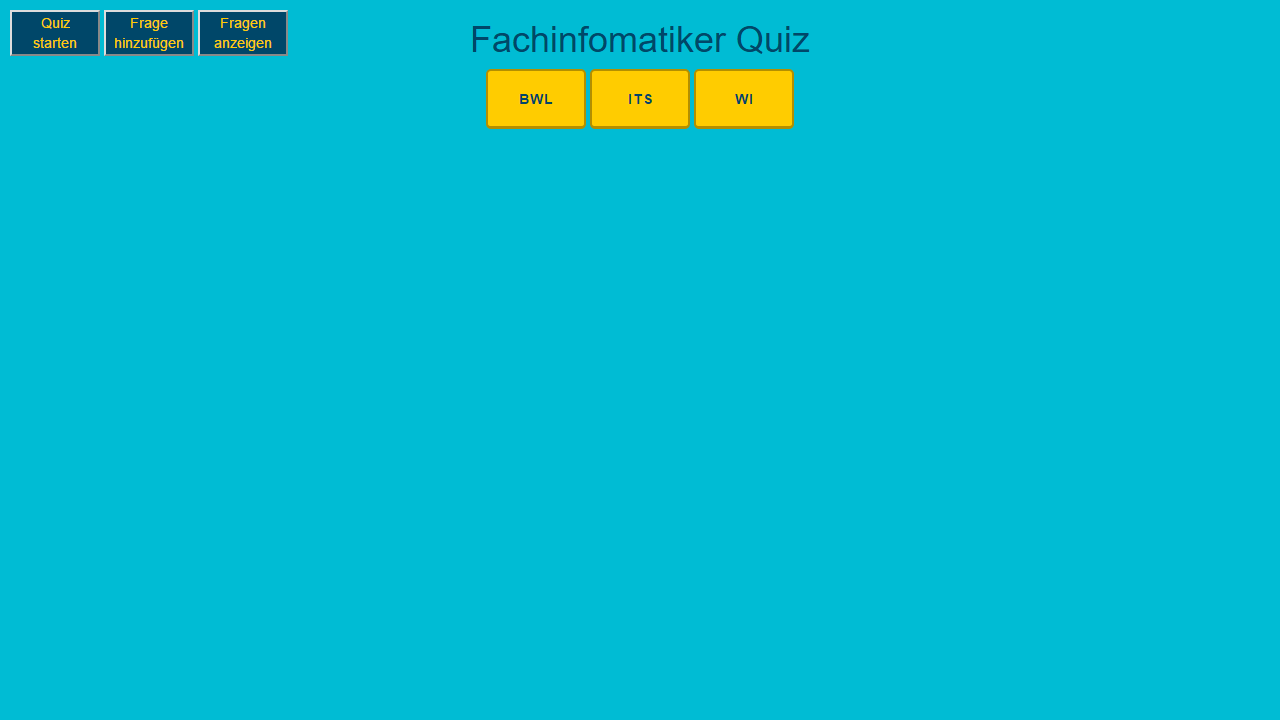 Quiz
starten
Frage
hinzufügen
Fragen
anzeigen
Fachinfomatiker Quiz
BWL
ITS
WI